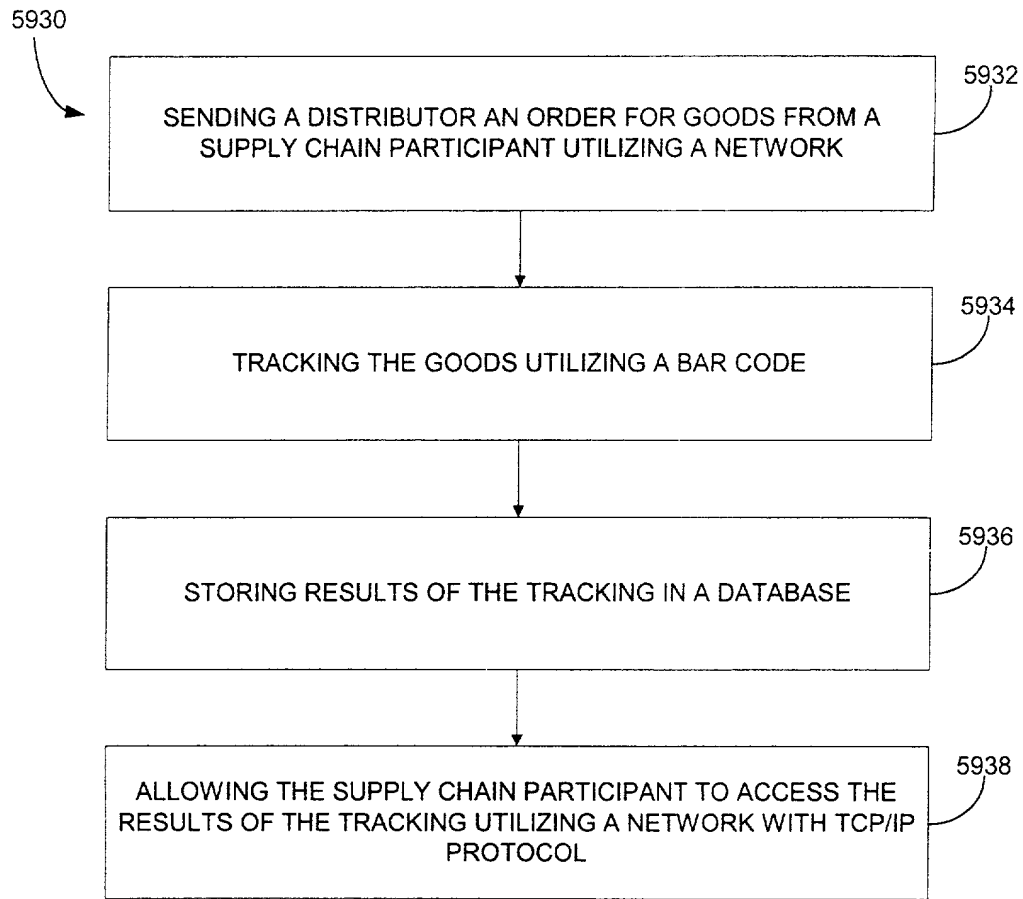 5930
5932
SENDING A DISTRIBUTOR AN ORDER FOR GOODS FROM A
SUPPLY CHAIN PARTICIPANT UTILIZING A NETWORK
5934
TRACKING THE GOODS UTILIZING A BAR CODE
5936
STORING RESULTS OF THE TRACKING IN A DATABASE
5938
ALLOWING THE SUPPLY CHAIN PARTICIPANT TO ACCESS THE
RESULTS OF THE TRACKING UTILIZING A NETWORK WITH TCP/IP
PROTOCOL